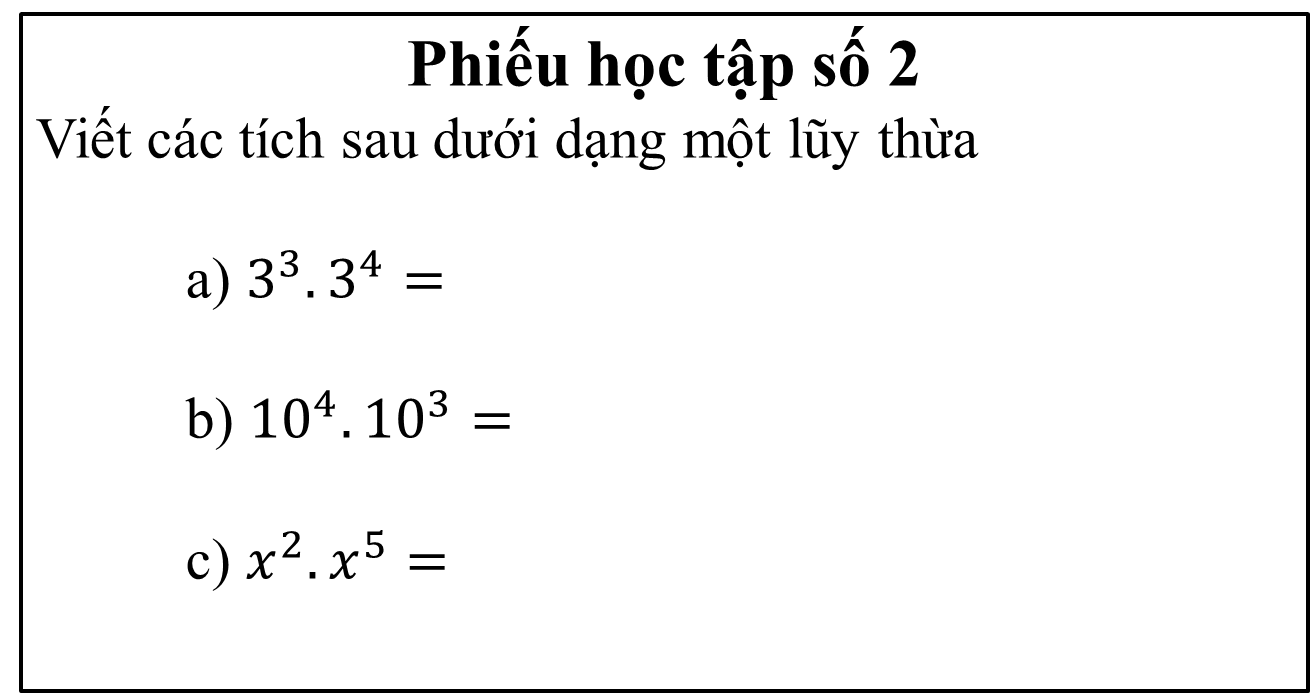 Phiếu học tập số 2
Viết các tích sau dưới dạng một lũy thừa
a) 3³. 3⁴ =
b) 10⁴. 10³ =
c) x². x⁵ =